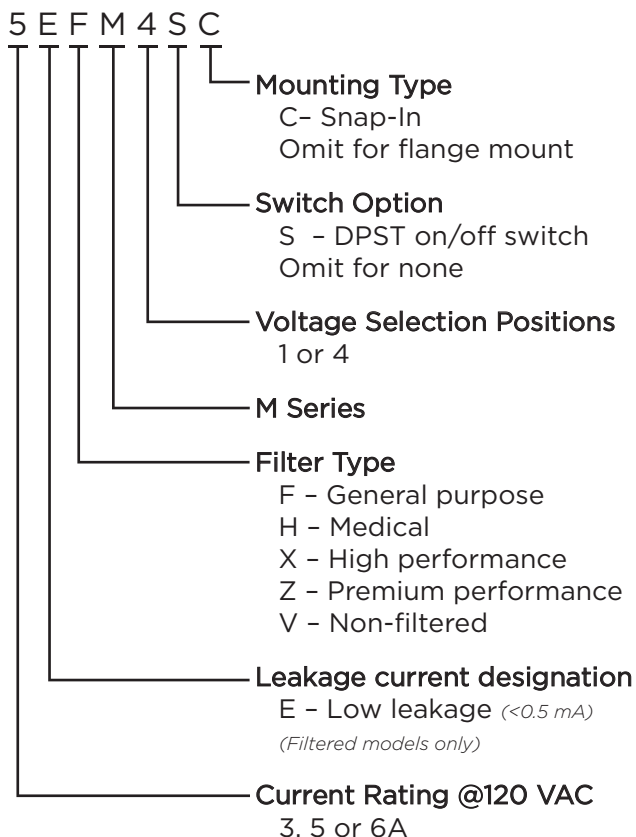 5 E F M 4 S C
Mounting Type
C– Snap-In
Omit for flange mount
Switch Option
S – DPST on/off switch
Omit for none
Voltage Selection Positions
1 or 4
M Series
Filter Type
F – General purpose
H – Medical
X – High performance
Z – Premium performance
V – Non-filtered
Leakage current designation
E – Low leakage (<0.5 mA)
(Filtered models only)
Current Rating @120 VAC
3, 5 or 6A